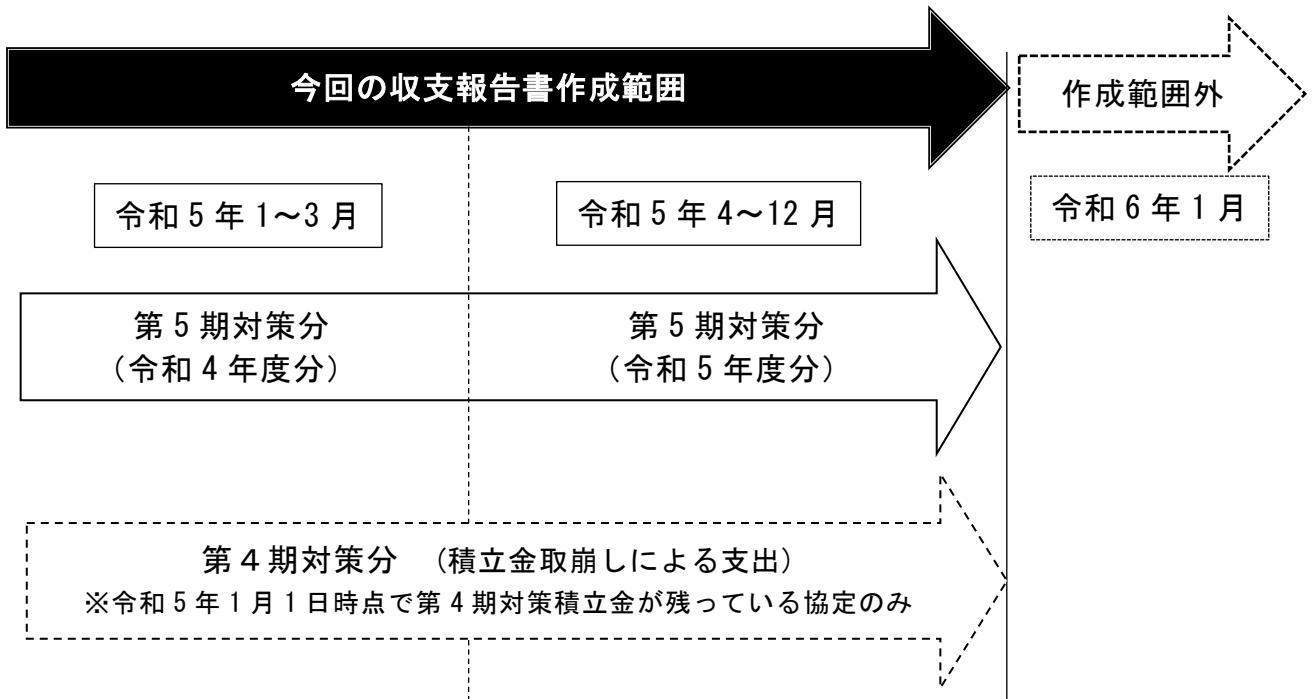 今回の収支報告書作成範囲
作成範囲外
令和5年1～3月
令和5年4～12月
令和6年1月
第5期対策分
（令和4年度分）
第5期対策分
（令和5年度分）
第４期対策分　（積立金取崩しによる支出）
※令和5年1月1日時点で第4期対策積立金が残っている協定のみ